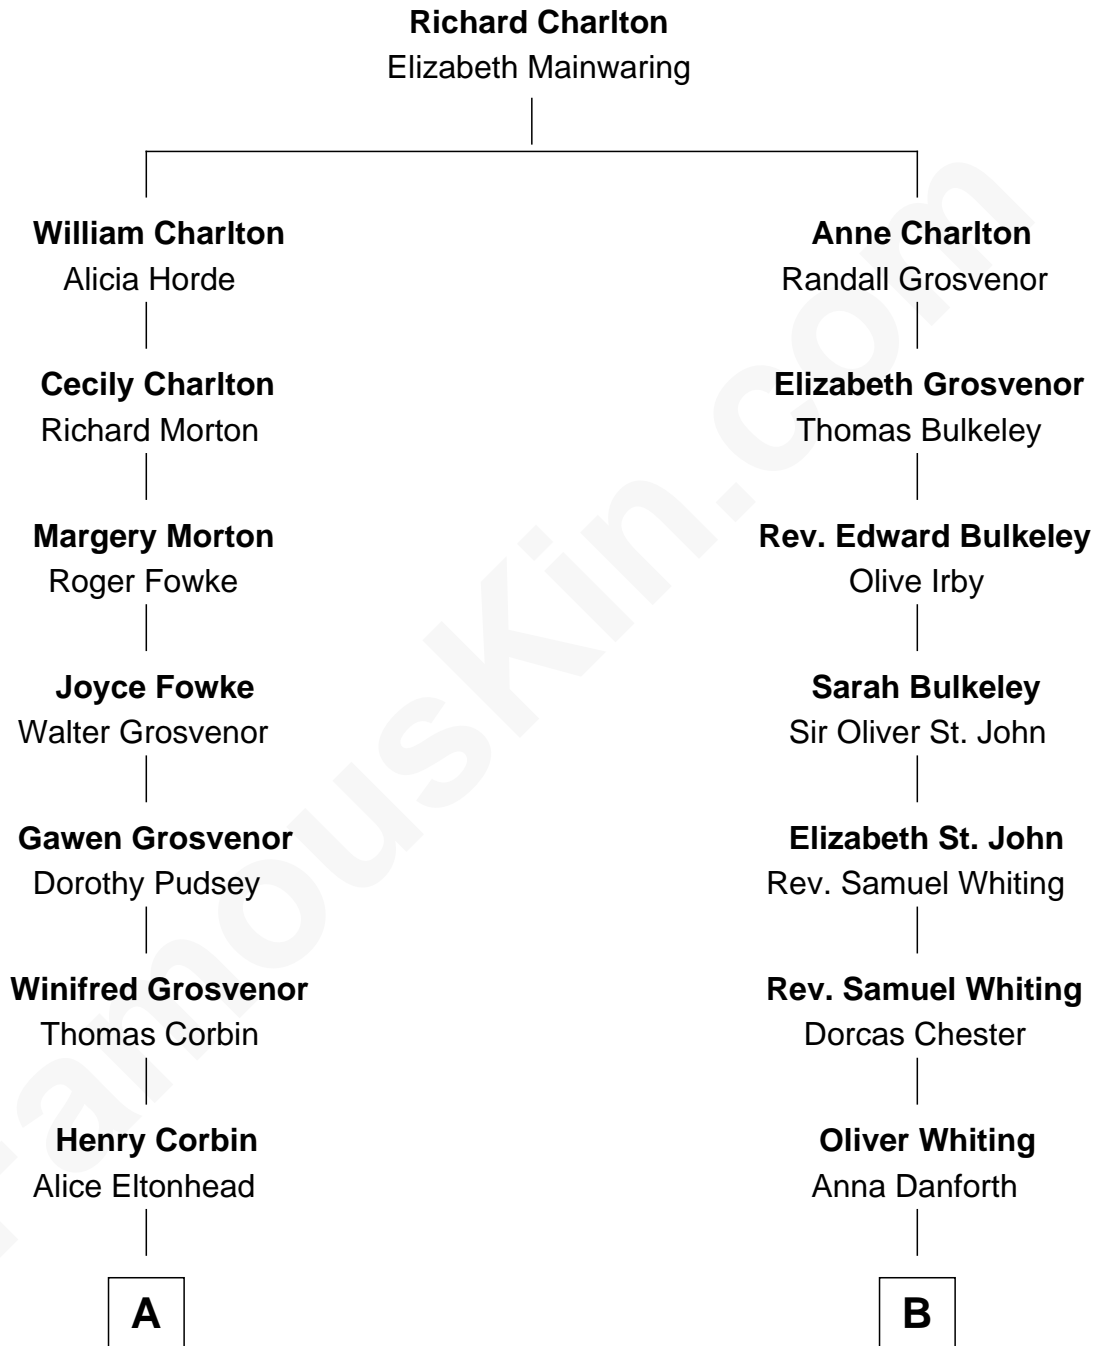 Richard Charlton
Elizabeth Mainwaring
William Charlton
Alicia Horde
Anne Charlton
Randall Grosvenor
Cecily Charlton
Richard Morton
Elizabeth Grosvenor
Thomas Bulkeley
Margery Morton
Roger Fowke
Rev. Edward Bulkeley
Olive Irby
Joyce Fowke
Walter Grosvenor
Sarah Bulkeley
Sir Oliver St. John
Gawen Grosvenor
Dorothy Pudsey
Elizabeth St. John
Rev. Samuel Whiting
Winifred Grosvenor
Thomas Corbin
Rev. Samuel Whiting
Dorcas Chester
Henry Corbin
Alice Eltonhead
Oliver Whiting
Anna Danforth
A
B
FamousKin.com